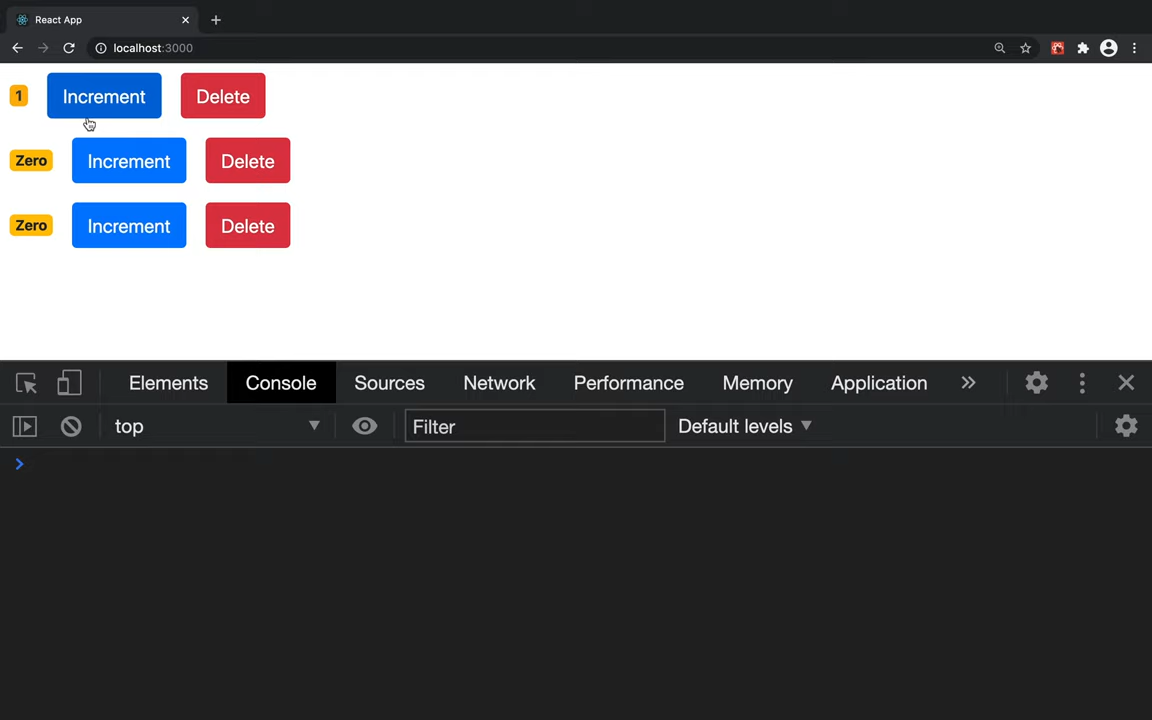 React App
localhost:3000
1 Increment Delete
Zero Increment Delete
Zero Increment Delete
Elements Console Sources Network Performance Memory Application
top Filter Default levels